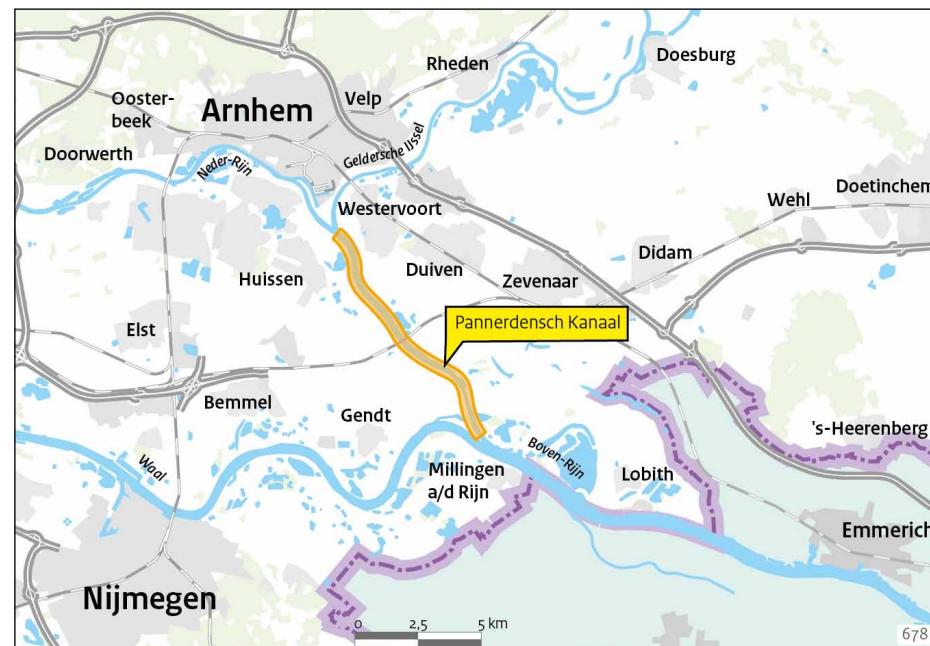 Doesburg
Rheden
Velp
Ooster-
beek
Arnhem
Doorwerth
Neder-Rijn
Geldersche IJssel
Westervoort
Wehl
Doetinchem
Didam
Huissen
Duiven
Zevenaar
Pannerdensch Kanaal
Elst
Bemmel
Gendt
's-Heerenberg
Waal
Boven-Rijn
Millingen
a/d Rijn
Lobith
Emmerich
Nijmegen
0 2,5 5 km
678